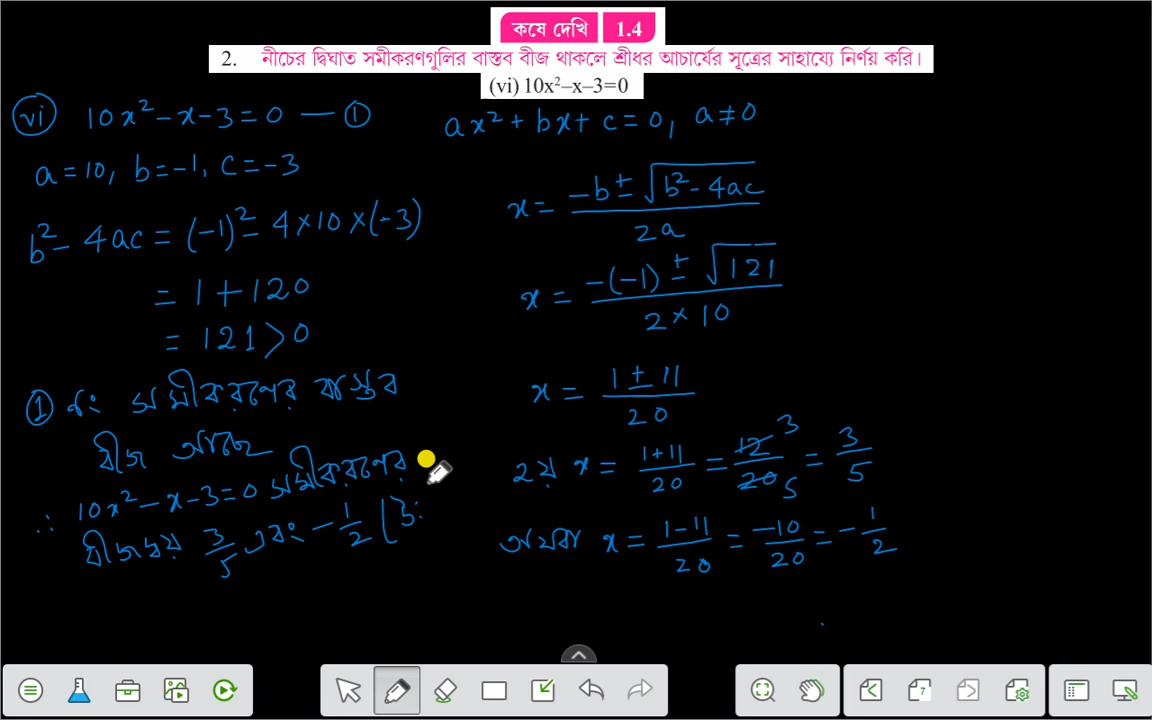 কষে দেখি 1.4
2. নীচের দ্বিঘাত সমীকরণগুলির বাস্তব বীজ থাকলে শ্রীধর আচার্যের সূত্রের সাহায্যে নির্ণয় করি।
(vi) 10x²–x–3=0
(vi) 10x² - x - 3 = 0 — ①
a = 10, b = -1, c = -3
b² - 4ac = (-1)² - 4×10×(-3)
= 1 + 120
= 121 > 0
① নং সমীকরণের বাস্তব
বীজ আছে
∴ 10x² - x - 3 = 0 সমীকরণের
বীজদ্বয় 3/5 এবং -1/2 (উঃ
ax² + bx + c = 0, a ≠ 0
x = (-b ± √(b² - 4ac))/2a
x = (-(-1) ± √121)/(2 × 10)
x = (1 ± 11)/20
হয় x = (1+11)/20 = 12/20 3/5 = 3/5
অথবা x = (1-11)/20 = -10/20 = -1/2
7